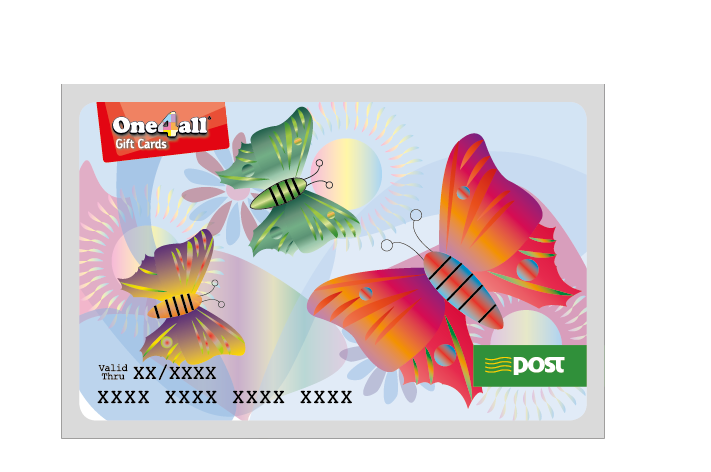 One4all
Gift Cards
Valid
Thru XX/XXXX
XXXX XXXX XXXX XXXX
post